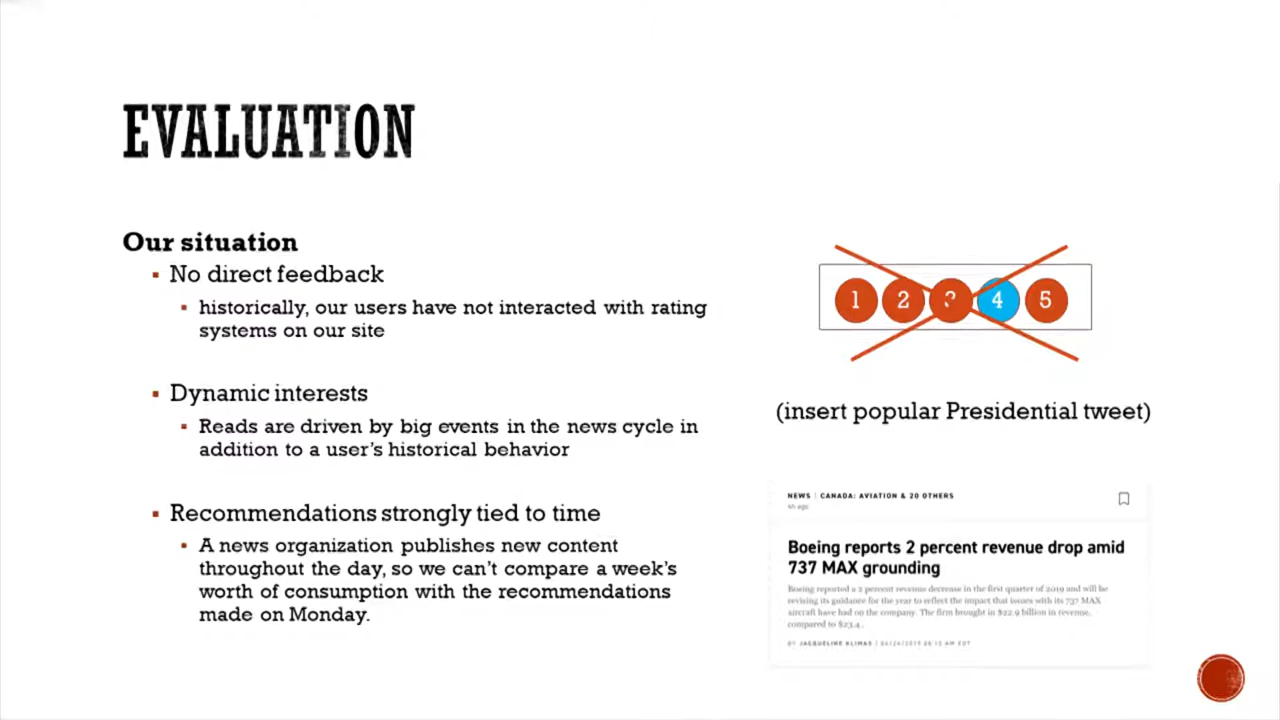 EVALUATION
Our situation
No direct feedback
historically, our users have not interacted with rating
systems on our site
Dynamic interests
Reads are driven by big events in the news cycle in
addition to a user's historical behavior
Recommendations strongly tied to time
A news organization publishes new content
throughout the day, so we can't compare a week's
worth of consumption with the recommendations
made on Monday.
1 2 3 4 5
(insert popular Presidential tweet)
NEWS | CANADA: AVIATION & 20 OTHERS
4h ago
Boeing reports 2 percent revenue drop amid
737 MAX grounding
Boeing reported a 2 percent revenue decrease in the first quarter of 2019 and will be
revising its guidance for the year to reflect the impact that issues with its 737 MAX
aircraft have had on the company. The firm brought in $22.9 billion in revenue,
compared to $23.4..
BY JACQUELINE KLIMAS | 04/24/2019 08:13 AM EDT